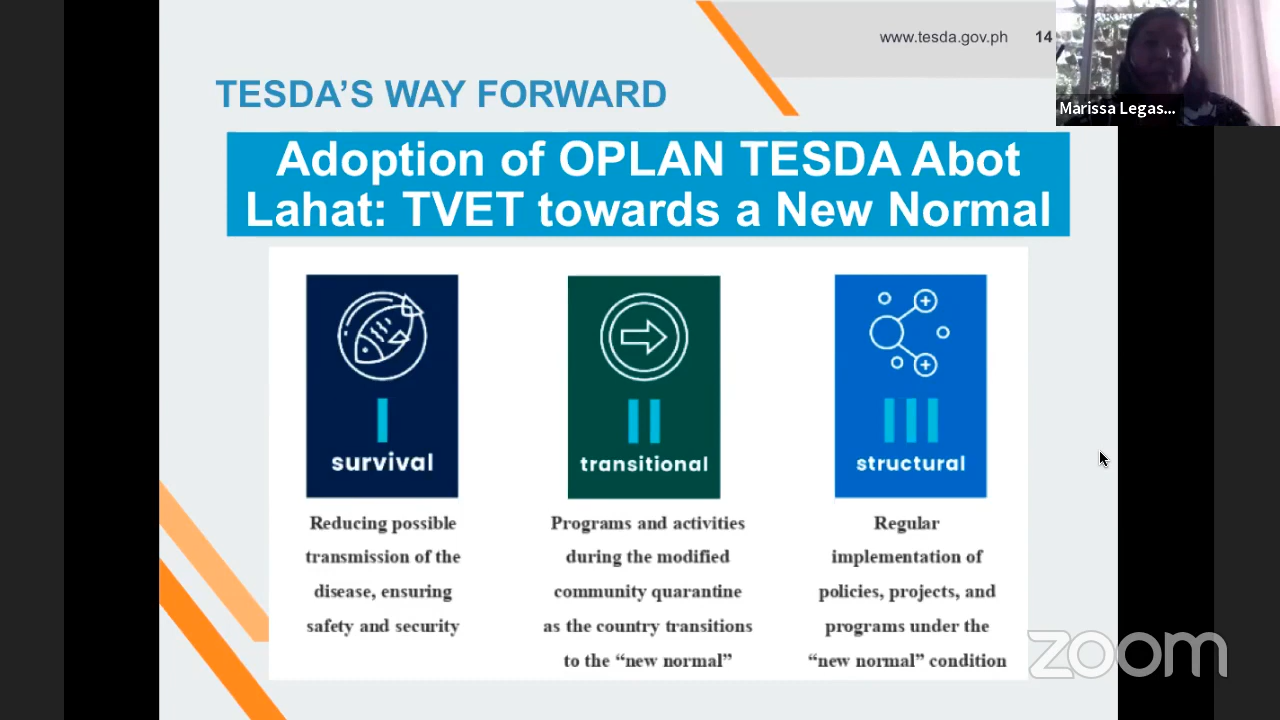 www.tesda.gov.ph 14
Marissa Legas...
TESDA'S WAY FORWARD
Adoption of OPLAN TESDA Abot
Lahat: TVET towards a New Normal
I
survival
Reducing possible
transmission of the
disease, ensuring
safety and security
II
transitional
Programs and activities
during the modified
community quarantine
as the country transitions
to the “new normal”
III
structural
Regular
implementation of
policies, projects, and
programs under the
“new normal” condition
zoom